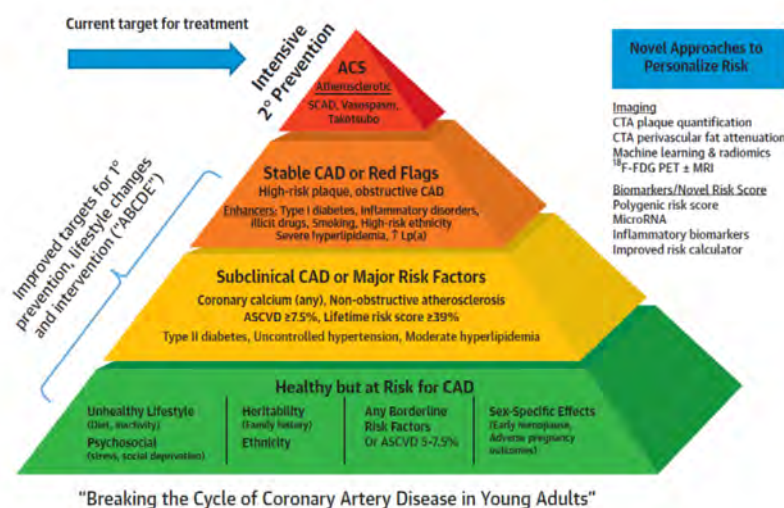 Current target for treatment
Intensive
2° Prevention
ACS
Atherosclerotic
SCAD, Vasospasm,
Takotsubo
Stable CAD or Red Flags
High-risk plaque, obstructive CAD
Enhancers: Type I diabetes, Inflammatory disorders,
illicit drugs, Smoking, High-risk ethnicity
Severe hyperlipidemia, ↑ Lp(a)
Improved targets for 1°
prevention, lifestyle changes
and intervention ("ABCDE")
Subclinical CAD or Major Risk Factors
Coronary calcium (any), Non-obstructive atherosclerosis
ASCVD ≥7.5%, Lifetime risk score ≥39%
Type II diabetes, Uncontrolled hypertension, Moderate hyperlipidemia
Healthy but at Risk for CAD
Unhealthy Lifestyle
(Diet, inactivity)
Psychosocial
(stress, social deprivation)
Heritability
(Family history)
Ethnicity
Any Borderline
Risk Factors
Or ASCVD 5-7.5%
Sex-Specific Effects
(Early menopause,
Adverse pregnancy
outcomes)
Novel Approaches to
Personalize Risk
Imaging
CTA plaque quantification
CTA perivascular fat attenuation
Machine learning & radiomics
¹⁸F-FDG PET ± MRI
Biomarkers/Novel Risk Score
Polygenic risk score
MicroRNA
Inflammatory biomarkers
Improved risk calculator
"Breaking the Cycle of Coronary Artery Disease in Young Adults"